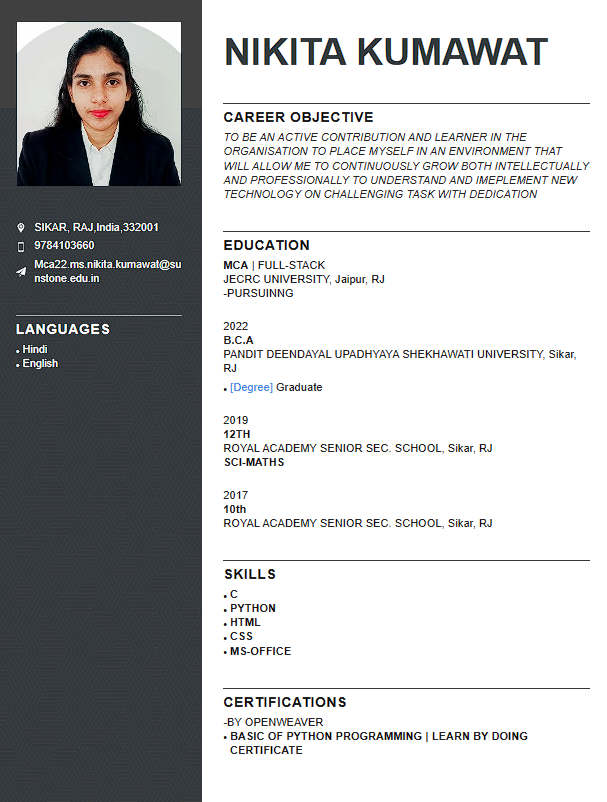 NIKITA KUMAWAT
SIKAR, RAJ,India,332001
9784103660
Mca22.ms.nikita.kumawat@su
nstone.edu.in
LANGUAGES
• Hindi
• English
CAREER OBJECTIVE
TO BE AN ACTIVE CONTRIBUTION AND LEARNER IN THE
ORGANISATION TO PLACE MYSELF IN AN ENVIRONMENT THAT
WILL ALLOW ME TO CONTINUOUSLY GROW BOTH INTELLECTUALLY
AND PROFESSIONALLY TO UNDERSTAND AND IMEPLEMENT NEW
TECHNOLOGY ON CHALLENGING TASK WITH DEDICATION
EDUCATION
MCA | FULL-STACK
JECRC UNIVERSITY, Jaipur, RJ
-PURSUINNG
2022
B.C.A
PANDIT DEENDAYAL UPADHYAYA SHEKHAWATI UNIVERSITY, Sikar,
RJ
• [Degree] Graduate
2019
12TH
ROYAL ACADEMY SENIOR SEC. SCHOOL, Sikar, RJ
SCI-MATHS
2017
10th
ROYAL ACADEMY SENIOR SEC. SCHOOL, Sikar, RJ
SKILLS
• C
• PYTHON
• HTML
• CSS
• MS-OFFICE
CERTIFICATIONS
-BY OPENWEAVER
• BASIC OF PYTHON PROGRAMMING | LEARN BY DOING
CERTIFICATE